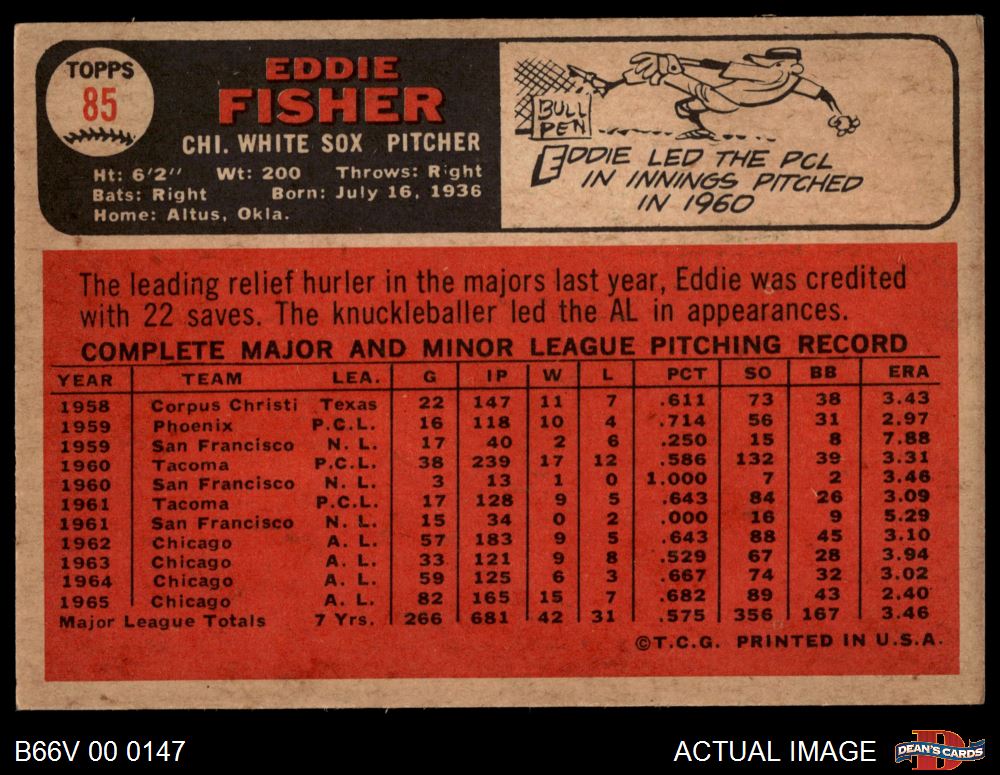 TOPPS
85
EDDIE
FISHER
CHI. WHITE SOX PITCHER
Ht: 6'2" Wt: 200 Throws: Right
Bats: Right Born: July 16, 1936
Home: Altus, Okla.
BULL
PEN
EDDIE LED THE PCL
IN INNINGS PITCHED
IN 1960
The leading relief hurler in the majors last year, Eddie was credited
with 22 saves. The knuckleballer led the AL in appearances.
COMPLETE MAJOR AND MINOR LEAGUE PITCHING RECORD
YEAR TEAM LEA. G IP W L PCT SO BB ERA
1958 Corpus Christi Texas 22 147 11 7 .611 73 38 3.43
1959 Phoenix P.C.L. 16 118 10 4 .714 56 31 2.97
1959 San Francisco N. L. 17 40 2 6 .250 15 8 7.88
1960 Tacoma P.C.L. 38 239 17 12 .586 132 39 3.31
1960 San Francisco N. L. 3 13 1 0 1.000 7 2 3.46
1961 Tacoma P.C.L. 17 128 9 5 .643 84 26 3.09
1961 San Francisco N. L. 15 34 0 2 .000 16 9 5.29
1962 Chicago A. L. 57 183 9 5 .643 88 45 3.10
1963 Chicago A. L. 33 121 9 8 .529 67 28 3.94
1964 Chicago A. L. 59 125 6 3 .667 74 32 3.02
1965 Chicago A. L. 82 165 15 7 .682 89 43 2.40
Major League Totals 7 Yrs. 266 681 42 31 .575 356 167 3.46
©T.C.G. PRINTED IN U.S.A.
B66V 00 0147
ACTUAL IMAGE
DEAN'S CARDS